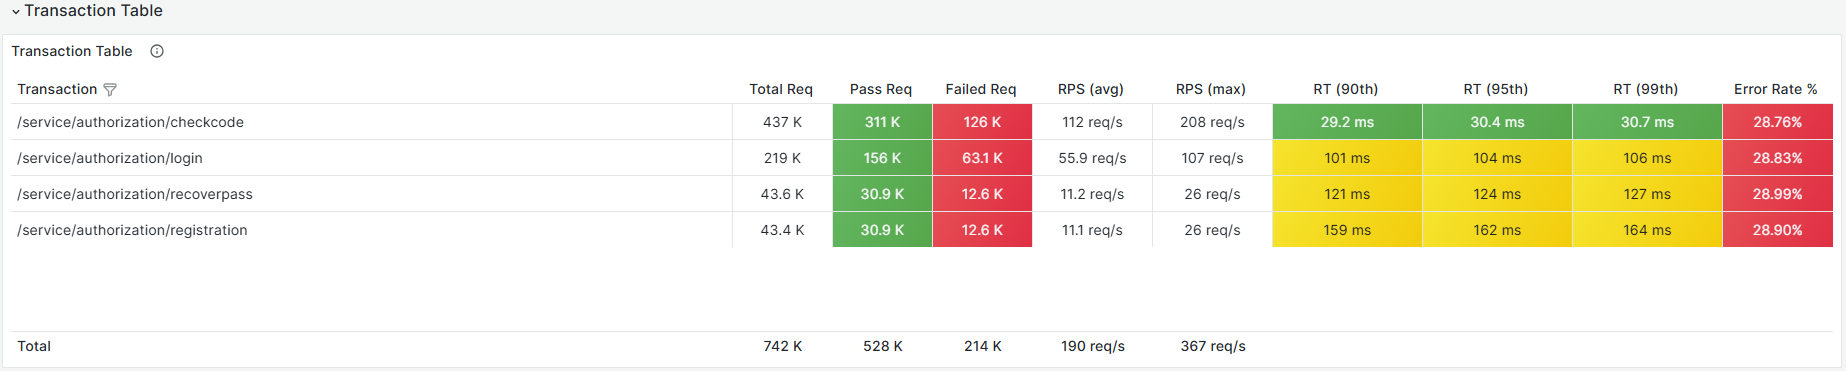 Transaction Table
Transaction Table
Transaction Total Req Pass Req Failed Req RPS (avg) RPS (max) RT (90th) RT (95th) RT (99th) Error Rate %
/service/authorization/checkcode 437 K 311 K 126 K 112 req/s 208 req/s 29.2 ms 30.4 ms 30.7 ms 28.76%
/service/authorization/login 219 K 156 K 63.1 K 55.9 req/s 107 req/s 101 ms 104 ms 106 ms 28.83%
/service/authorization/recoverpass 43.6 K 30.9 K 12.6 K 11.2 req/s 26 req/s 121 ms 124 ms 127 ms 28.99%
/service/authorization/registration 43.4 K 30.9 K 12.6 K 11.1 req/s 26 req/s 159 ms 162 ms 164 ms 28.90%
Total 742 K 528 K 214 K 190 req/s 367 req/s